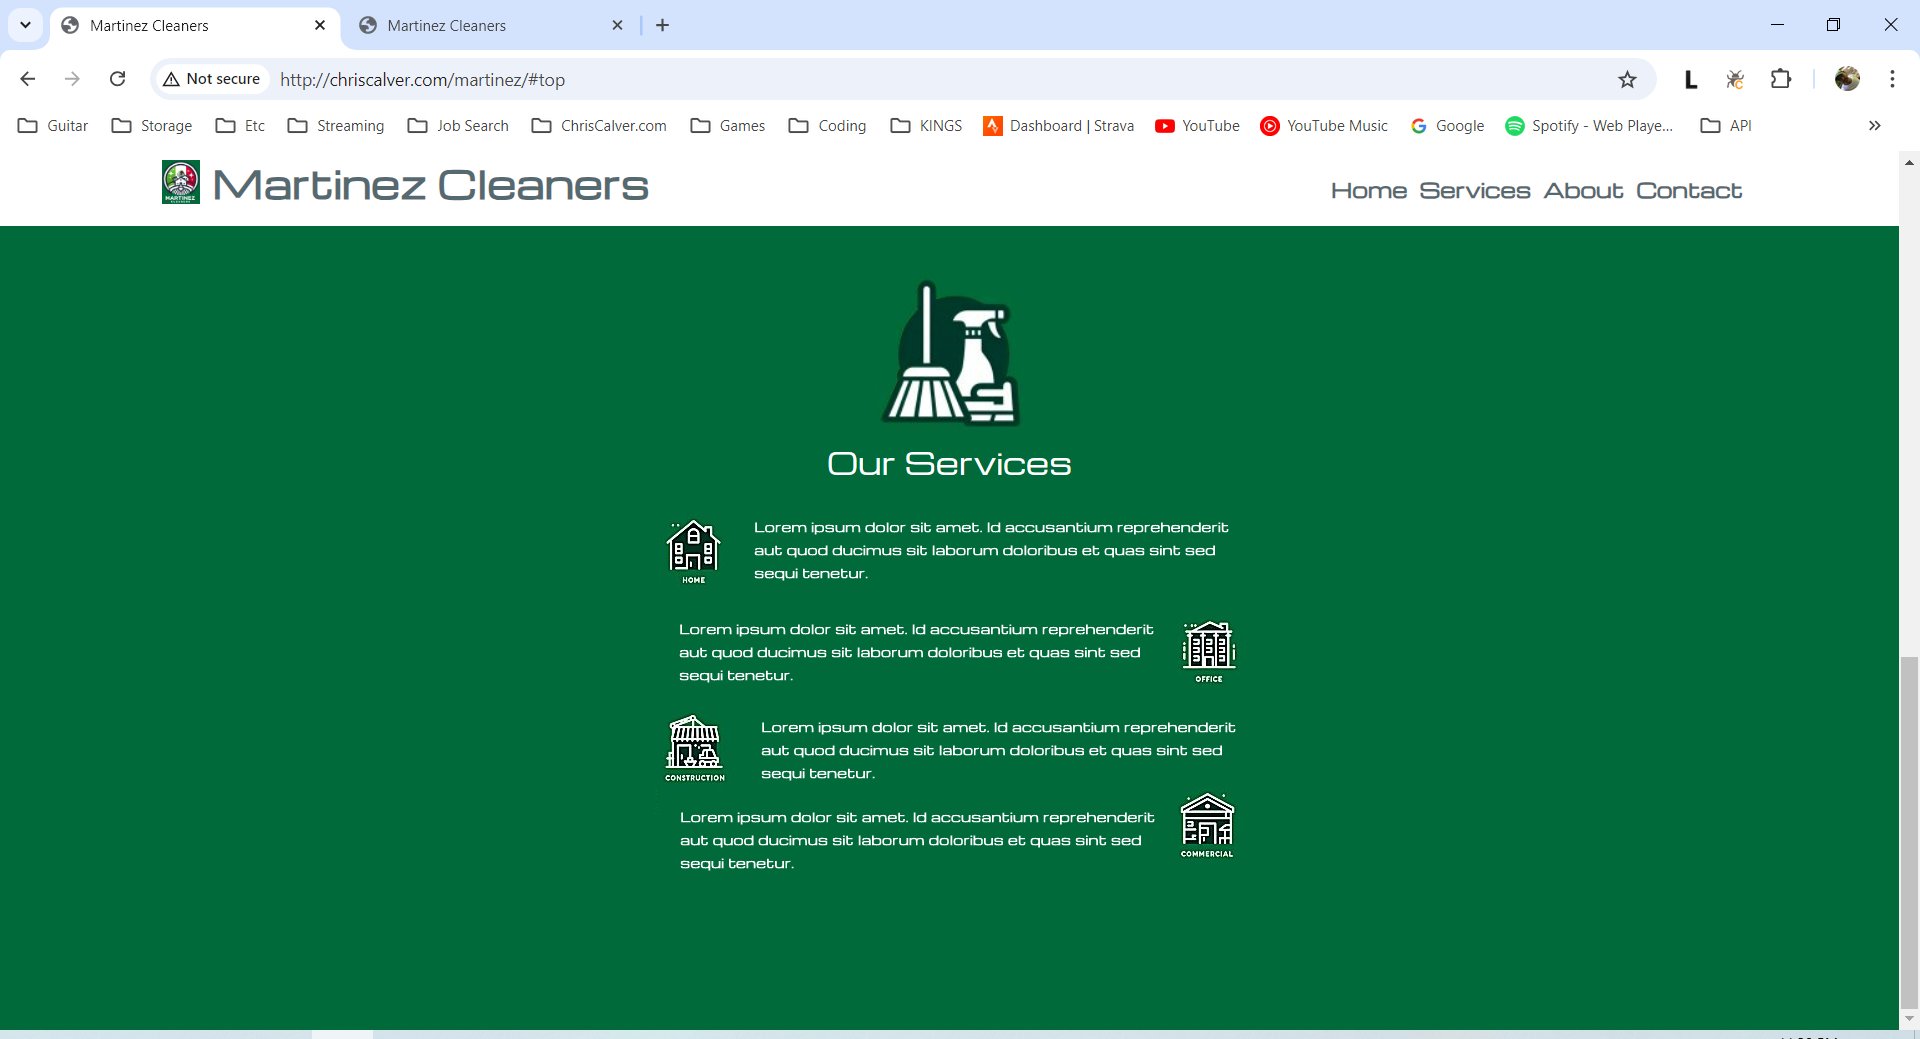 Martinez Cleaners
Martinez Cleaners
Not secure
http://chriscalver.com/martinez/#top
Guitar
Storage
Etc
Streaming
Job Search
ChrisCalver.com
Games
Coding
KINGS
Dashboard | Strava
YouTube
YouTube Music
Google
Spotify - Web Playe...
API
MARTINEZ
Martinez Cleaners
Home Services About Contact
Our Services
HOME
Lorem ipsum dolor sit amet. Id accusantium reprehenderit
aut quod ducimus sit laborum doloribus et quas sint sed
sequi tenetur.
Lorem ipsum dolor sit amet. Id accusantium reprehenderit
aut quod ducimus sit laborum doloribus et quas sint sed
sequi tenetur.
OFFICE
CONSTRUCTION
Lorem ipsum dolor sit amet. Id accusantium reprehenderit
aut quod ducimus sit laborum doloribus et quas sint sed
sequi tenetur.
Lorem ipsum dolor sit amet. Id accusantium reprehenderit
aut quod ducimus sit laborum doloribus et quas sint sed
sequi tenetur.
COMMERCIAL